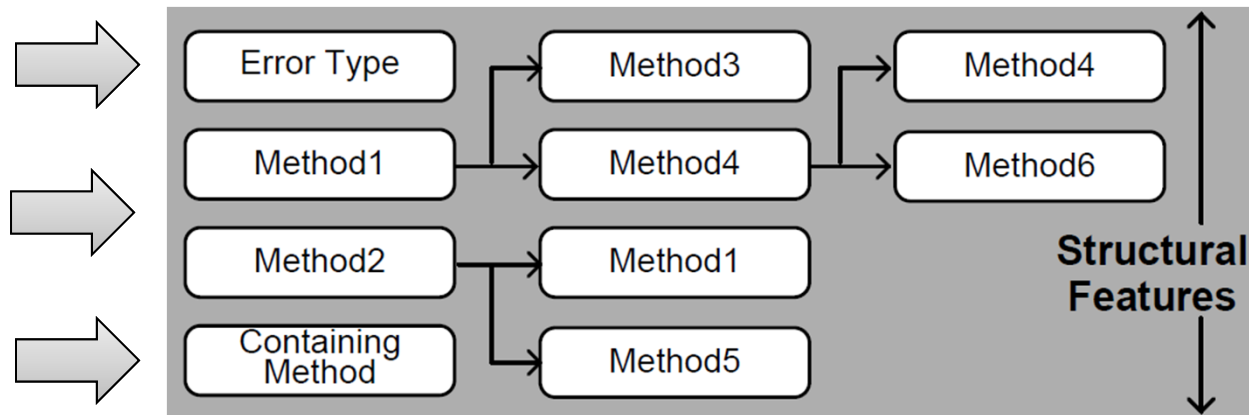 Error Type
Method3
Method4
Method1
Method4
Method6
Method2
Method1
Structural
Features
Containing
Method
Method5